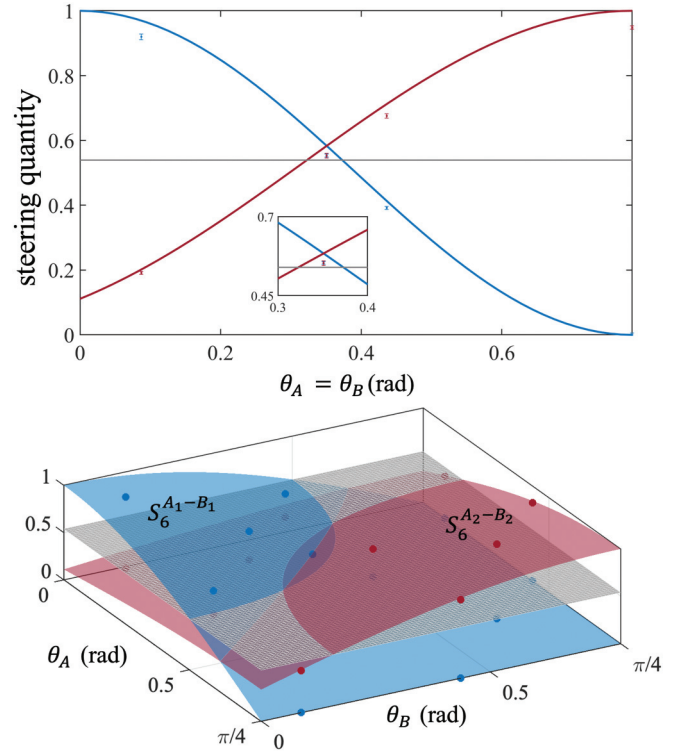 1
0.8
0.6
0.4
0.2
0
steering quantity
0.7
0.45
0.3 0.4
0 0.2 0.4 0.6
θ_A = θ_B (rad)
1
0.5
0
S_6^{A_1−B_1}
S_6^{A_2−B_2}
0
θ_A (rad)
0.5
π/4
0
θ_B (rad)
0.5
π/4